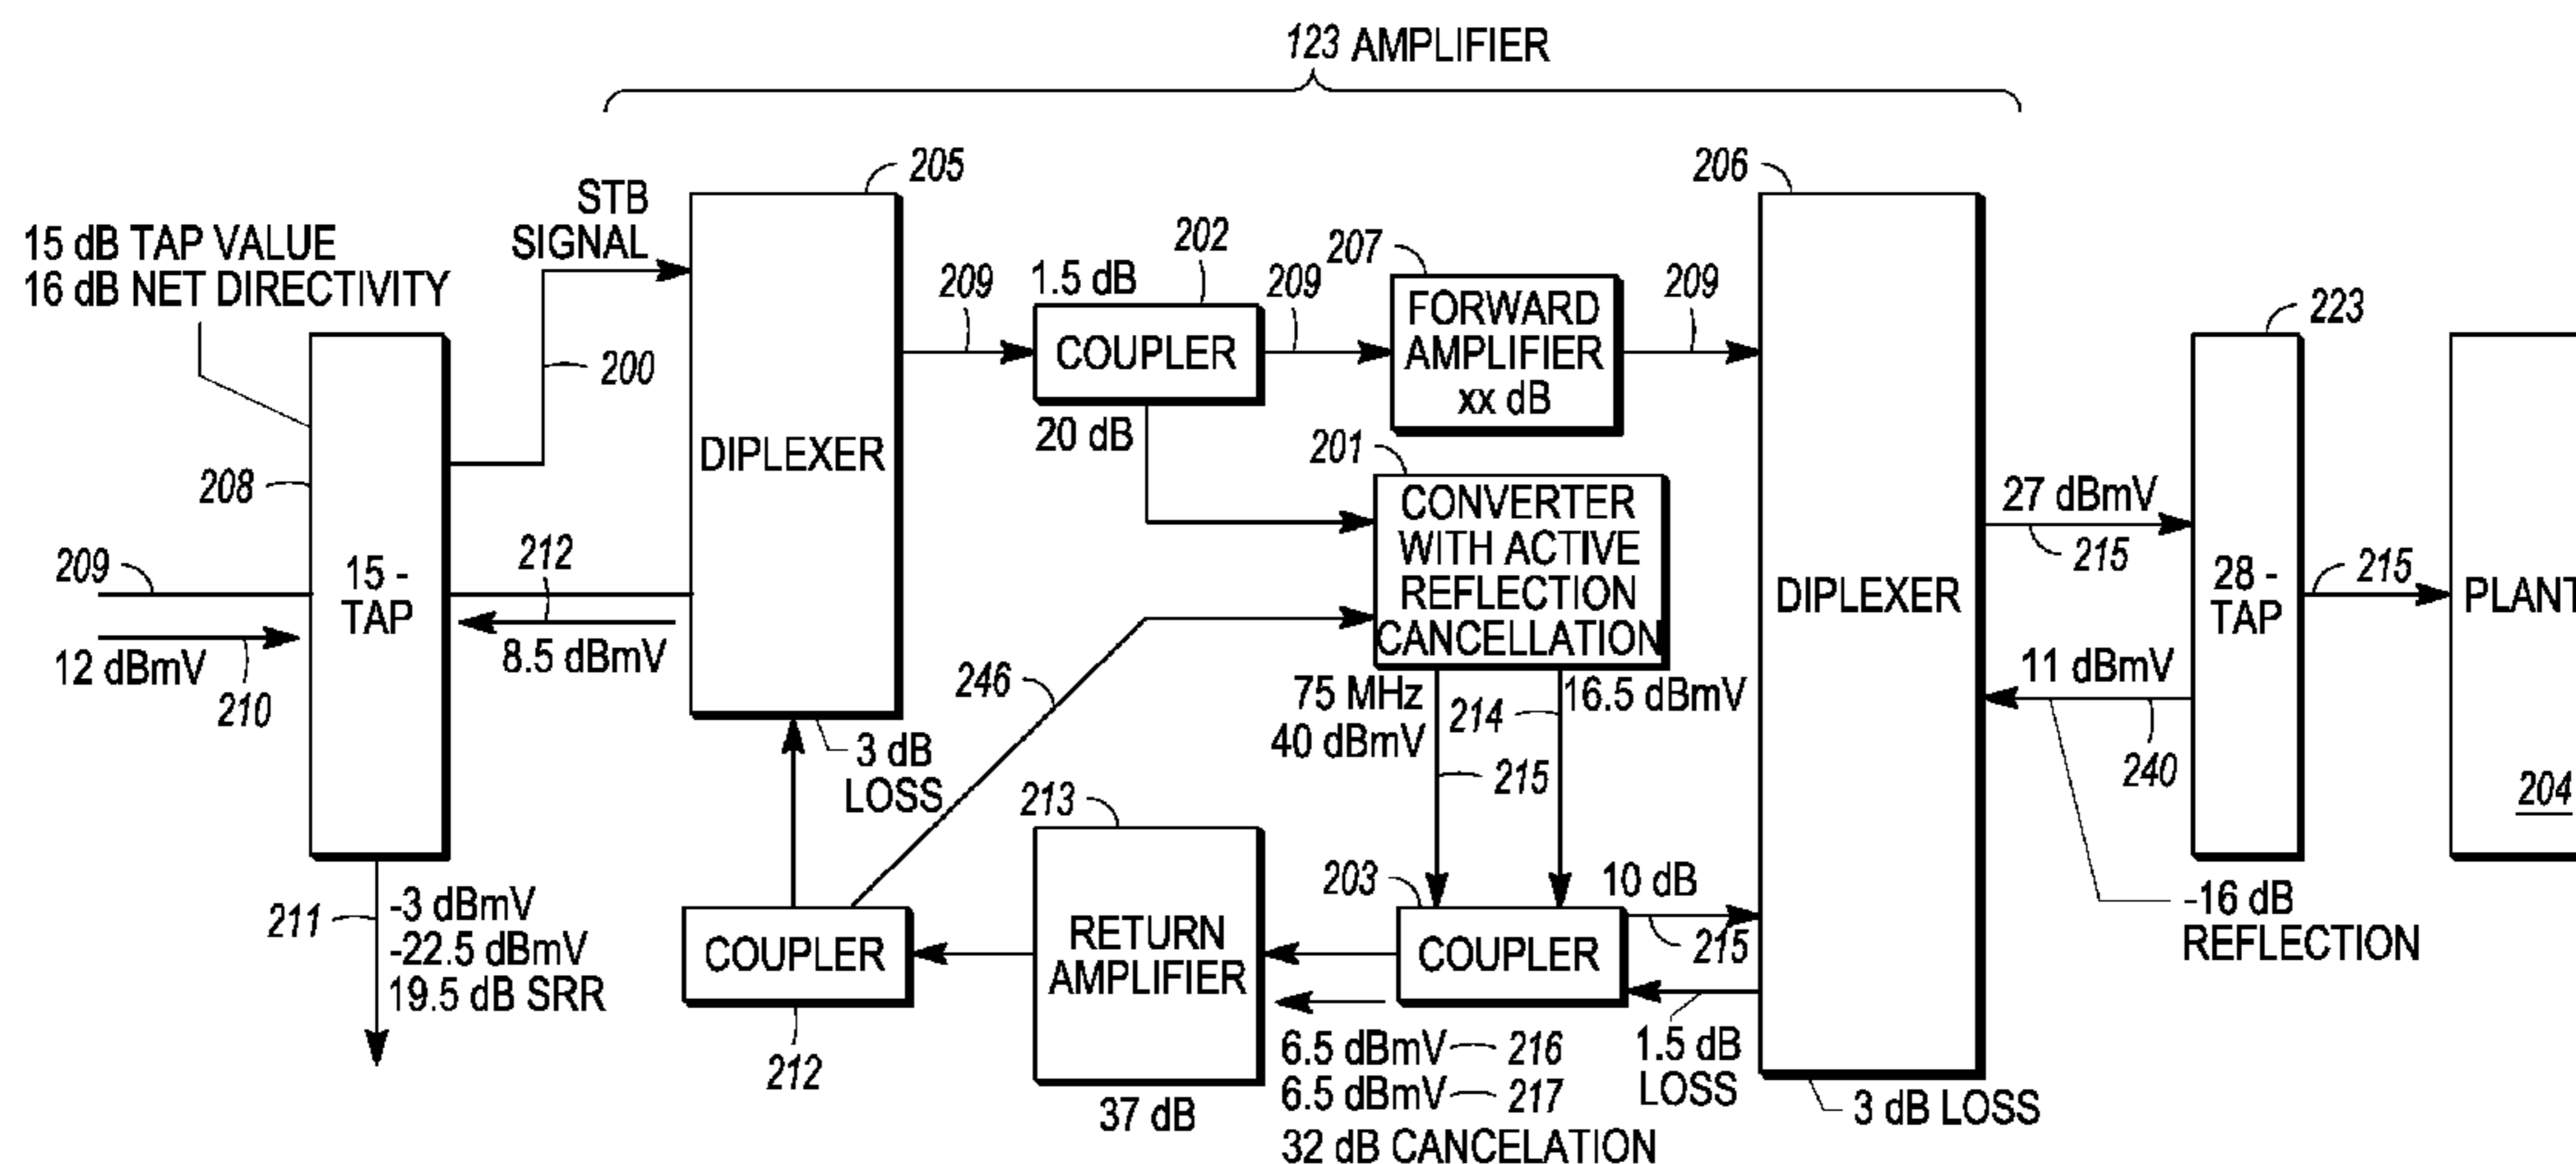 123 AMPLIFIER
205
206
STB
SIGNAL
15 dB TAP VALUE
16 dB NET DIRECTIVITY
202
207
1.5 dB
209
209
209
223
FORWARD
AMPLIFIER
xx dB
COUPLER
200
20 dB
201
DIPLEXER
208
CONVERTER
WITH ACTIVE
REFLECTION
CANCELLATION
27 dBmV
215
209
15 -
TAP
212
DIPLEXER
28 -
TAP
215
PLANT
12 dBmV
210
8.5 dBmV
246
11 dBmV
75 MHz
40 dBmV
214
16.5 dBmV
215
240
3 dB
LOSS
204
213
203
10 dB
211
-3 dBmV
-22.5 dBmV
19.5 dB SRR
COUPLER
RETURN
AMPLIFIER
COUPLER
215
-16 dB
REFLECTION
212
37 dB
6.5 dBmV 216
6.5 dBmV 217
32 dB CANCELATION
1.5 dB
LOSS
3 dB LOSS